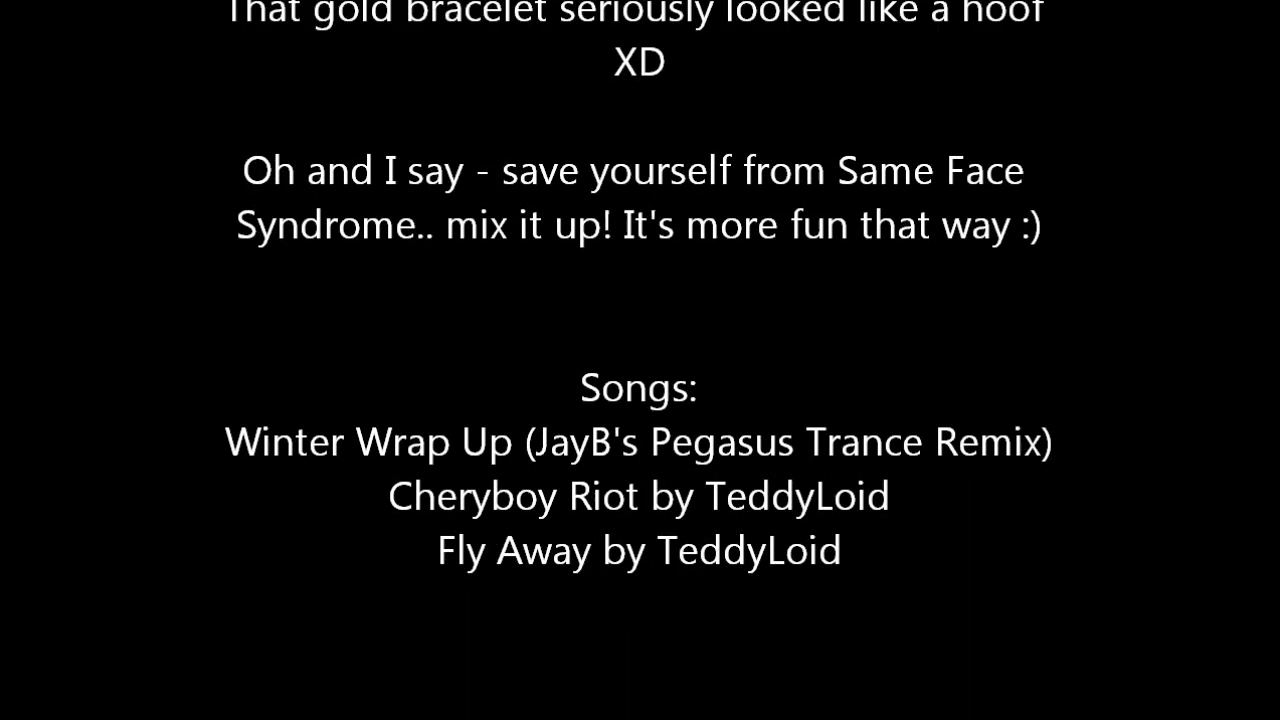 That gold bracelet seriously looked like a hoof
XD
Oh and I say - save yourself from Same Face
Syndrome.. mix it up! It's more fun that way :)
Songs:
Winter Wrap Up (JayB's Pegasus Trance Remix)
Cheryboy Riot by TeddyLoid
Fly Away by TeddyLoid